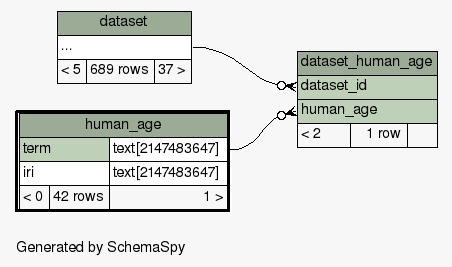 dataset
...
< 5 689 rows 37 >
dataset_human_age
dataset_id
human_age
< 2 1 row
human_age
term text[2147483647]
iri text[2147483647]
< 0 42 rows 1 >
Generated by SchemaSpy